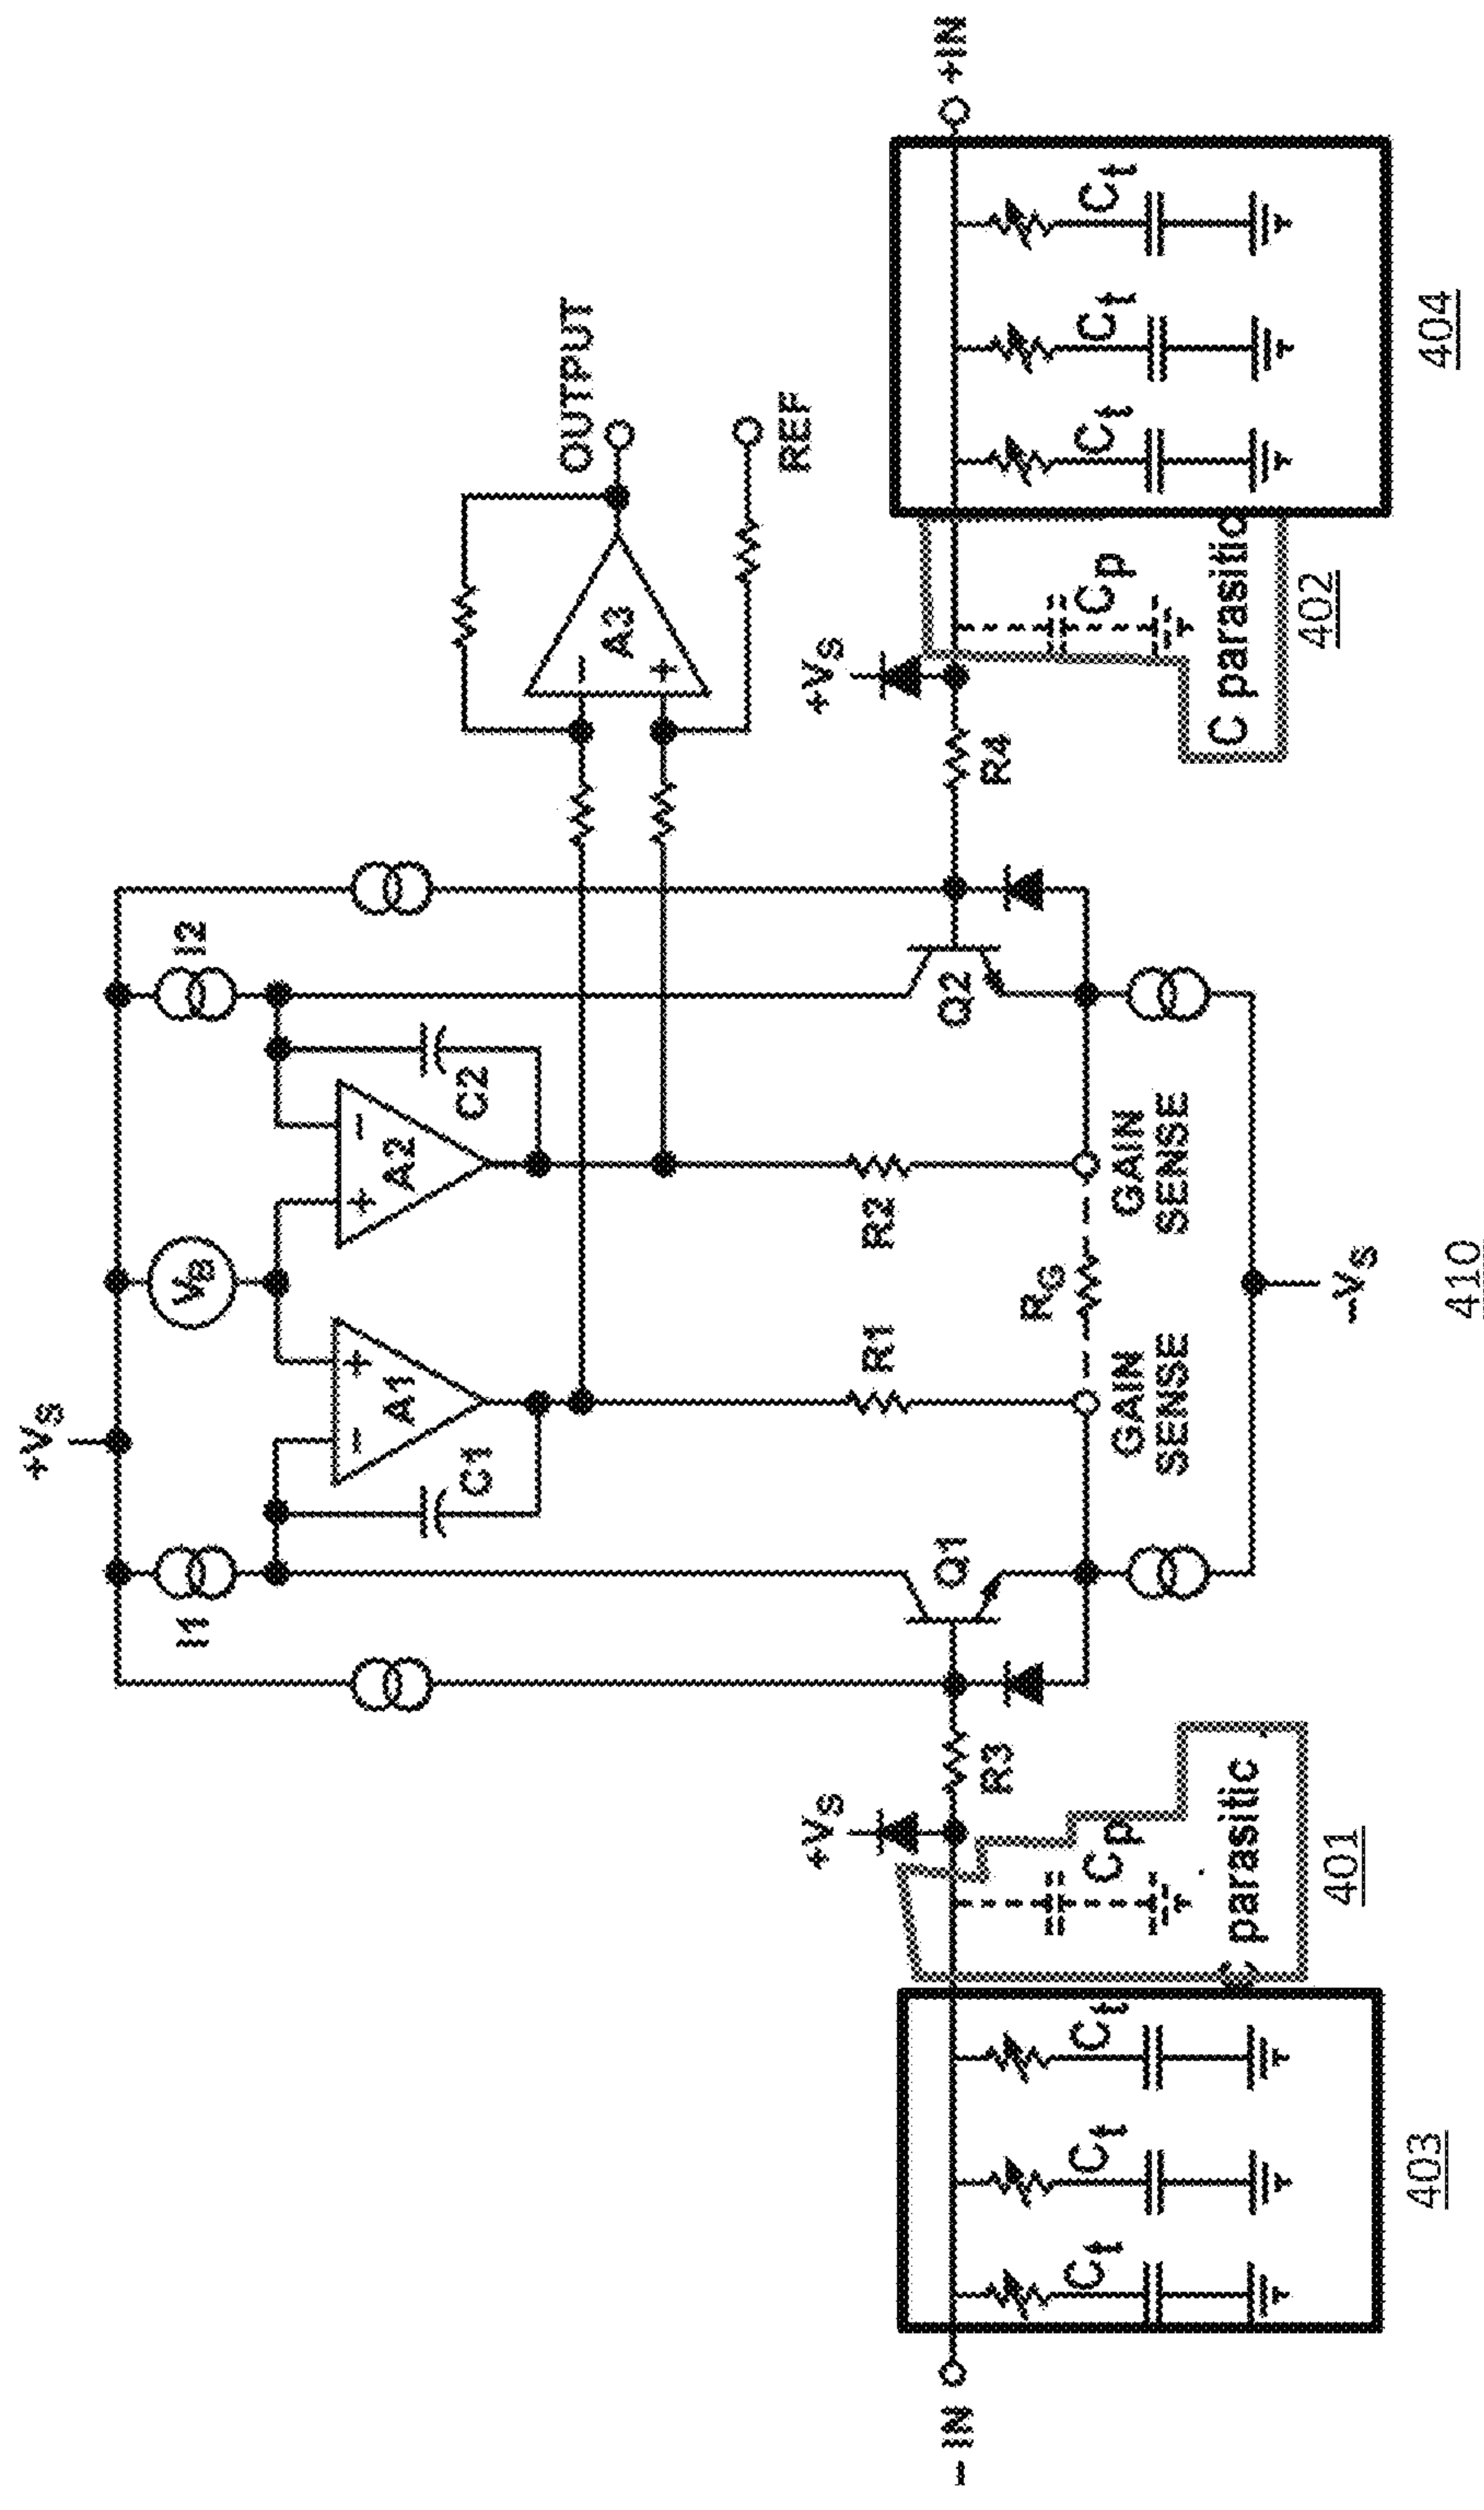 +VS
I1
VB
I2
A1
−
+
A2
+
−
C1
C2
A3
−
+
OUTPUT
REF
R1
R2
RG
GAIN
SENSE
GAIN
SENSE
Q1
Q2
R3
R4
+VS
+VS
−VS
− IN
+IN
Ct
Ct
Ct
Cp
C parasitic
Cp
C parasitic
Ct
Ct
Ct
403
401
410
402
404